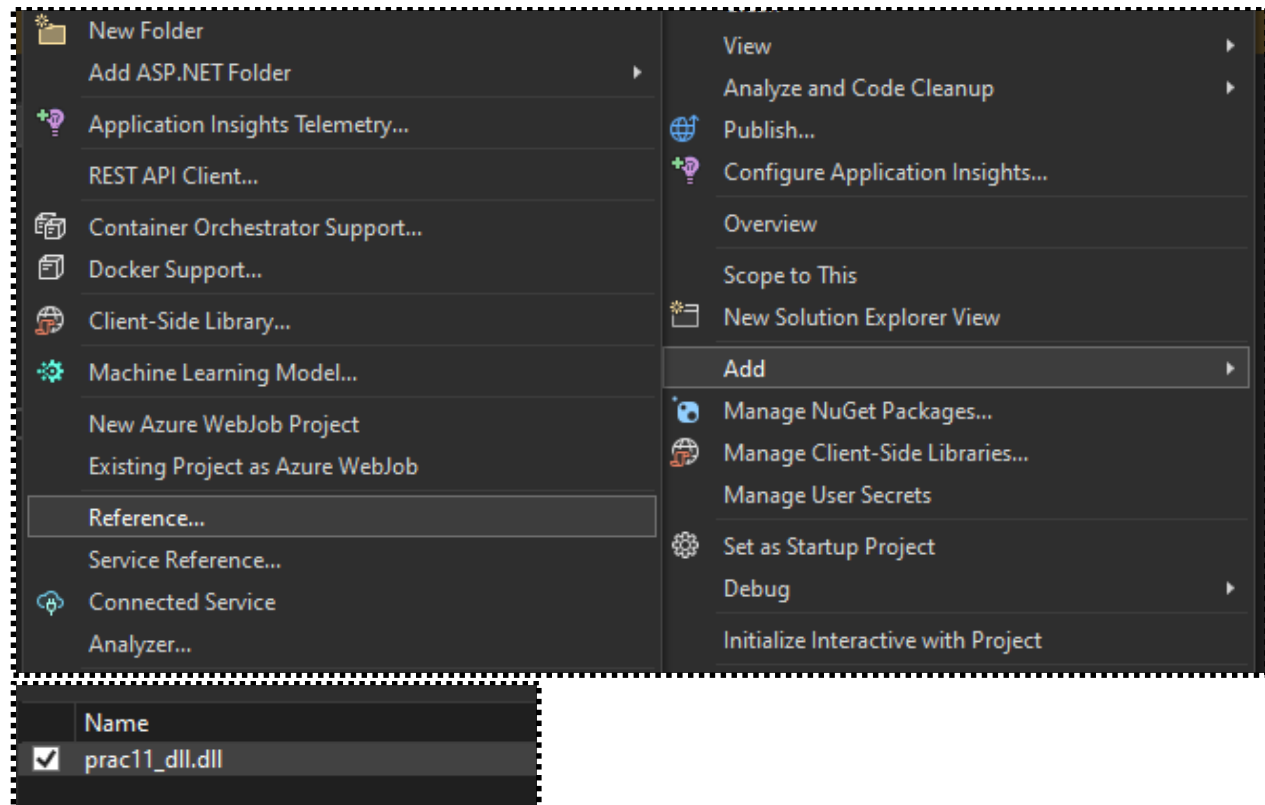 New Folder
Add ASP.NET Folder
Application Insights Telemetry...
REST API Client...
Container Orchestrator Support...
Docker Support...
Client-Side Library...
Machine Learning Model...
New Azure WebJob Project
Existing Project as Azure WebJob
Reference...
Service Reference...
Connected Service
Analyzer...
View
Analyze and Code Cleanup
Publish...
Configure Application Insights...
Overview
Scope to This
New Solution Explorer View
Add
Manage NuGet Packages...
Manage Client-Side Libraries...
Manage User Secrets
Set as Startup Project
Debug
Initialize Interactive with Project
Name
prac11_dll.dll